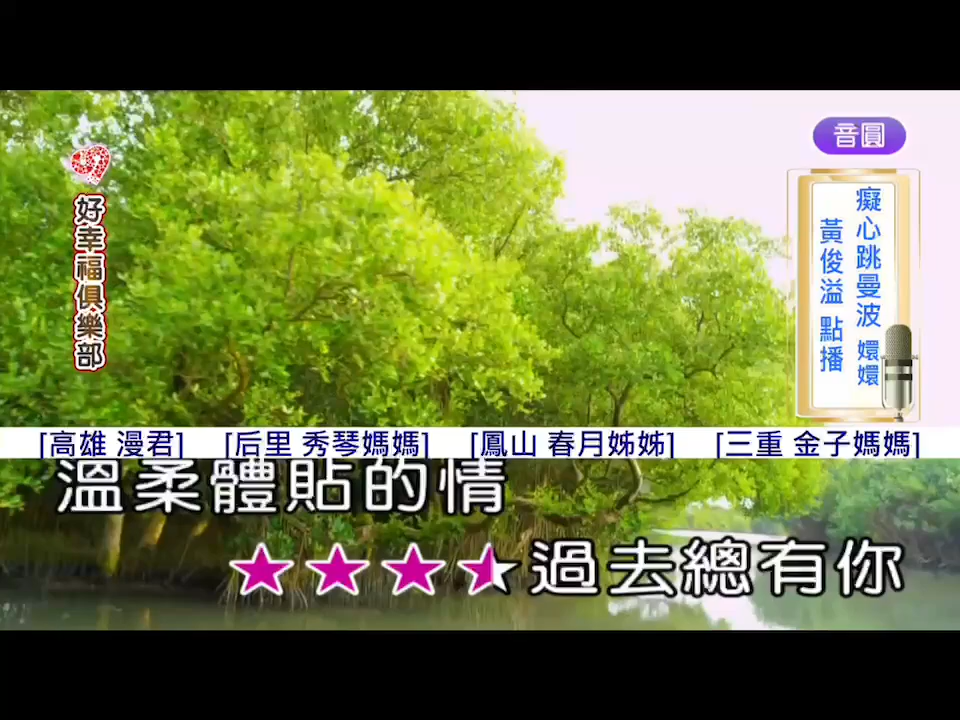 音圓
好幸福俱樂部
癡心跳曼波 嬛嬛
黃俊溢 點播
[高雄 漫君] [后里 秀琴媽媽] [鳳山 春月姊姊] [三重 金子媽媽]
溫柔體貼的情
★★★★過去總有你